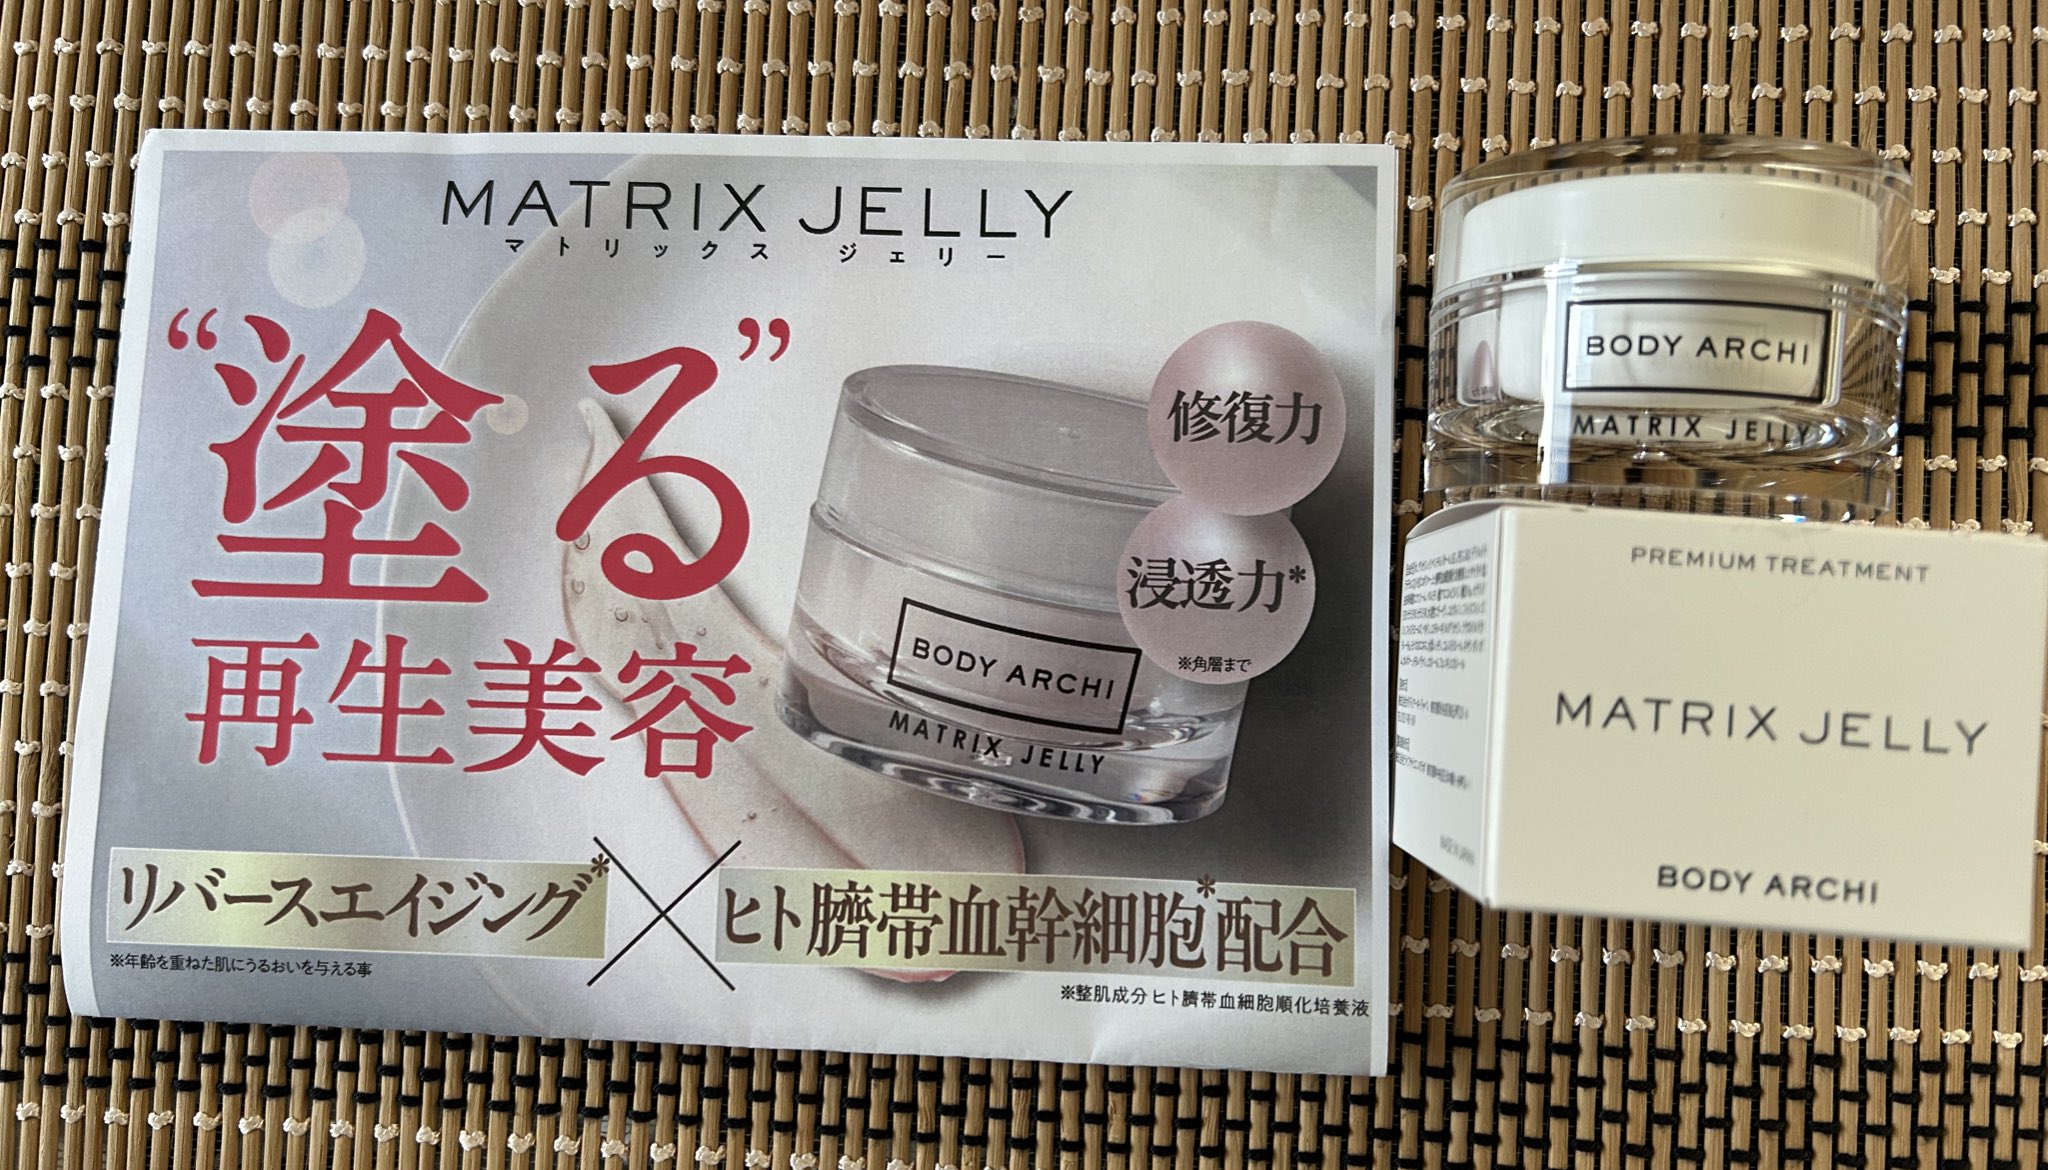 MATRIX JELLY
マトリックス ジェリー
“塗る”
再生美容
修復力
浸透力*
※角層まで
BODY ARCHI
MATRIX JELLY
リバースエイジング*
※年齢を重ねた肌にうるおいを与える事
ヒト臍帯血幹細胞*配合
※整肌成分ヒト臍帯血細胞順化培養液
BODY ARCHI
MATRIX JELLY
PREMIUM TREATMENT
MATRIX JELLY
BODY ARCHI
MADE IN JAPAN